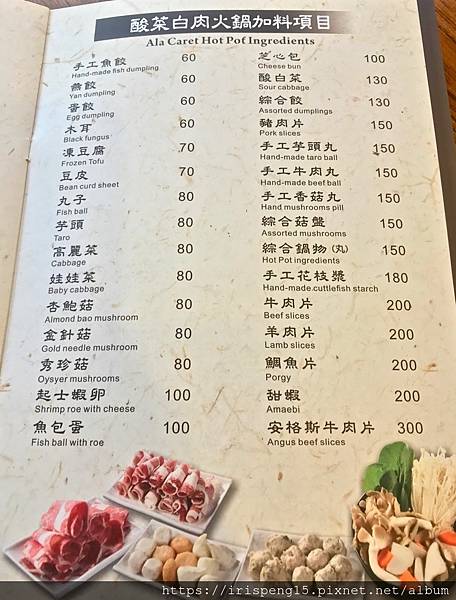 酸菜白肉火鍋加料項目
Ala Caret Hot Pot Ingredients
手工魚餃 60
Hand-made fish dumpling
燕餃 60
Yan dumpling
蛋餃 60
Egg dumpling
木耳 60
Black fungus
凍豆腐 70
Frozen Tofu
豆皮 70
Bean curd sheet
丸子 80
Fish ball
芋頭 80
Taro
高麗菜 80
Cabbage
娃娃菜 80
Baby cabbage
杏鮑菇 80
Almond bao mushroom
金針菇 80
Gold needle mushroom
秀珍菇 80
Oysyer mushrooms
起士蝦卵 100
Shrimp roe with cheese
魚包蛋 100
Fish ball with roe
芝心包 100
Cheese bun
酸白菜 130
Sour cabbage
綜合餃 130
Assorted dumplings
豬肉片 150
Pork slices
手工芋頭丸 150
Hand-made taro ball
手工牛肉丸 150
Hand-made beef ball
手工香菇丸 150
Hand mushrooms pill
綜合菇盤 150
Assorted mushrooms
綜合鍋物(丸) 150
Hot Pot ingredients
手工花枝漿 180
Hand-made cuttlefish starch
牛肉片 200
Beef slices
羊肉片 200
Lamb slices
鯛魚片 200
Porgy
甜蝦 200
Amaebi
安格斯牛肉片 300
Angus beef slices
https://irispeng15.pixnet.net/album